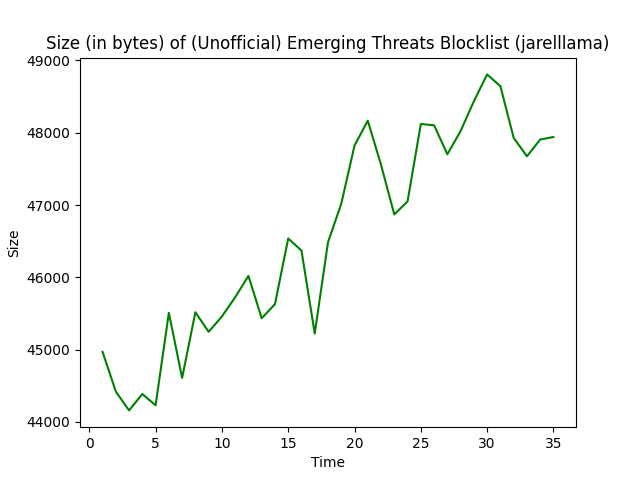 Size (in bytes) of (Unofficial) Emerging Threats Blocklist (jarelllama)
49000
48000
47000
46000
45000
44000
Size
0 5 10 15 20 25 30 35
Time